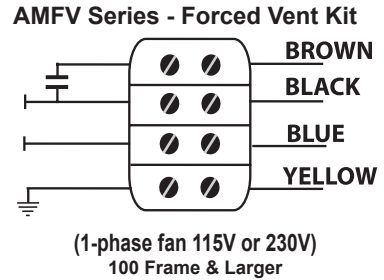 AMFV Series - Forced Vent Kit
BROWN
BLACK
BLUE
YELLOW
(1-phase fan 115V or 230V)
100 Frame & Larger